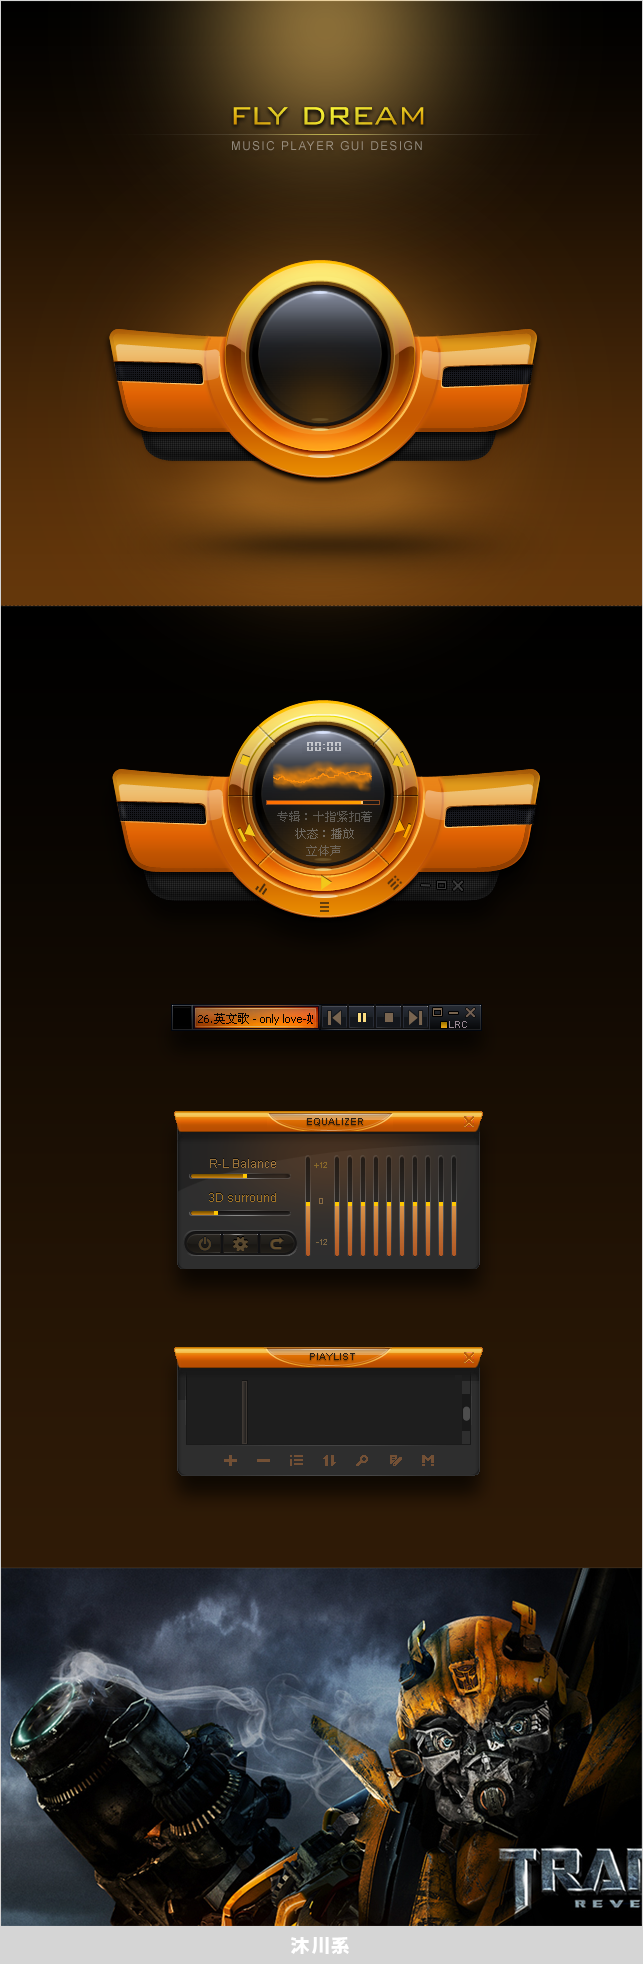 FLY DREAM
MUSIC PLAYER GUI DESIGN
00:00
专辑：十指紧扣着
状态：播放
立体声
26.英文歌 - only love-
LRC
EQUALIZER
R-L Balance
3D surround
+12
0
-12
PlAYLIST
TRA
REVE
沐川系